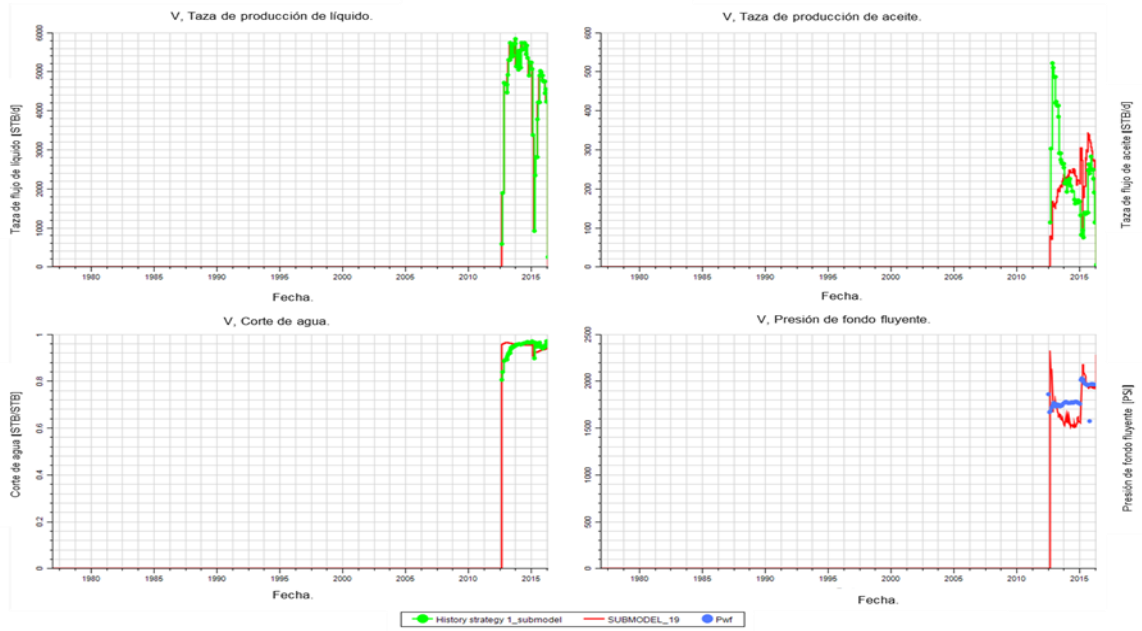 V, Taza de producción de líquido.
Taza de flujo de líquido [STB/d]
6000
5000
4000
3000
2000
1000
0
1980 1985 1990 1995 2000 2005 2010 2015
Fecha.
V, Taza de producción de aceite.
600
500
400
300
200
100
0
Taza de flujo de aceite [STB/d]
1980 1985 1990 1995 2000 2005 2010 2015
Fecha.
V, Corte de agua.
Corte de agua [STB/STB]
1
0.8
0.6
0.4
0.2
0
1980 1985 1990 1995 2000 2005 2010 2015
Fecha.
V, Presión de fondo fluyente.
2500
2000
1500
1000
500
0
Presión de fondo fluyente [PSI]
1980 1985 1990 1995 2000 2005 2010 2015
Fecha.
History strategy 1_submodel SUBMODEL_19 Pwf